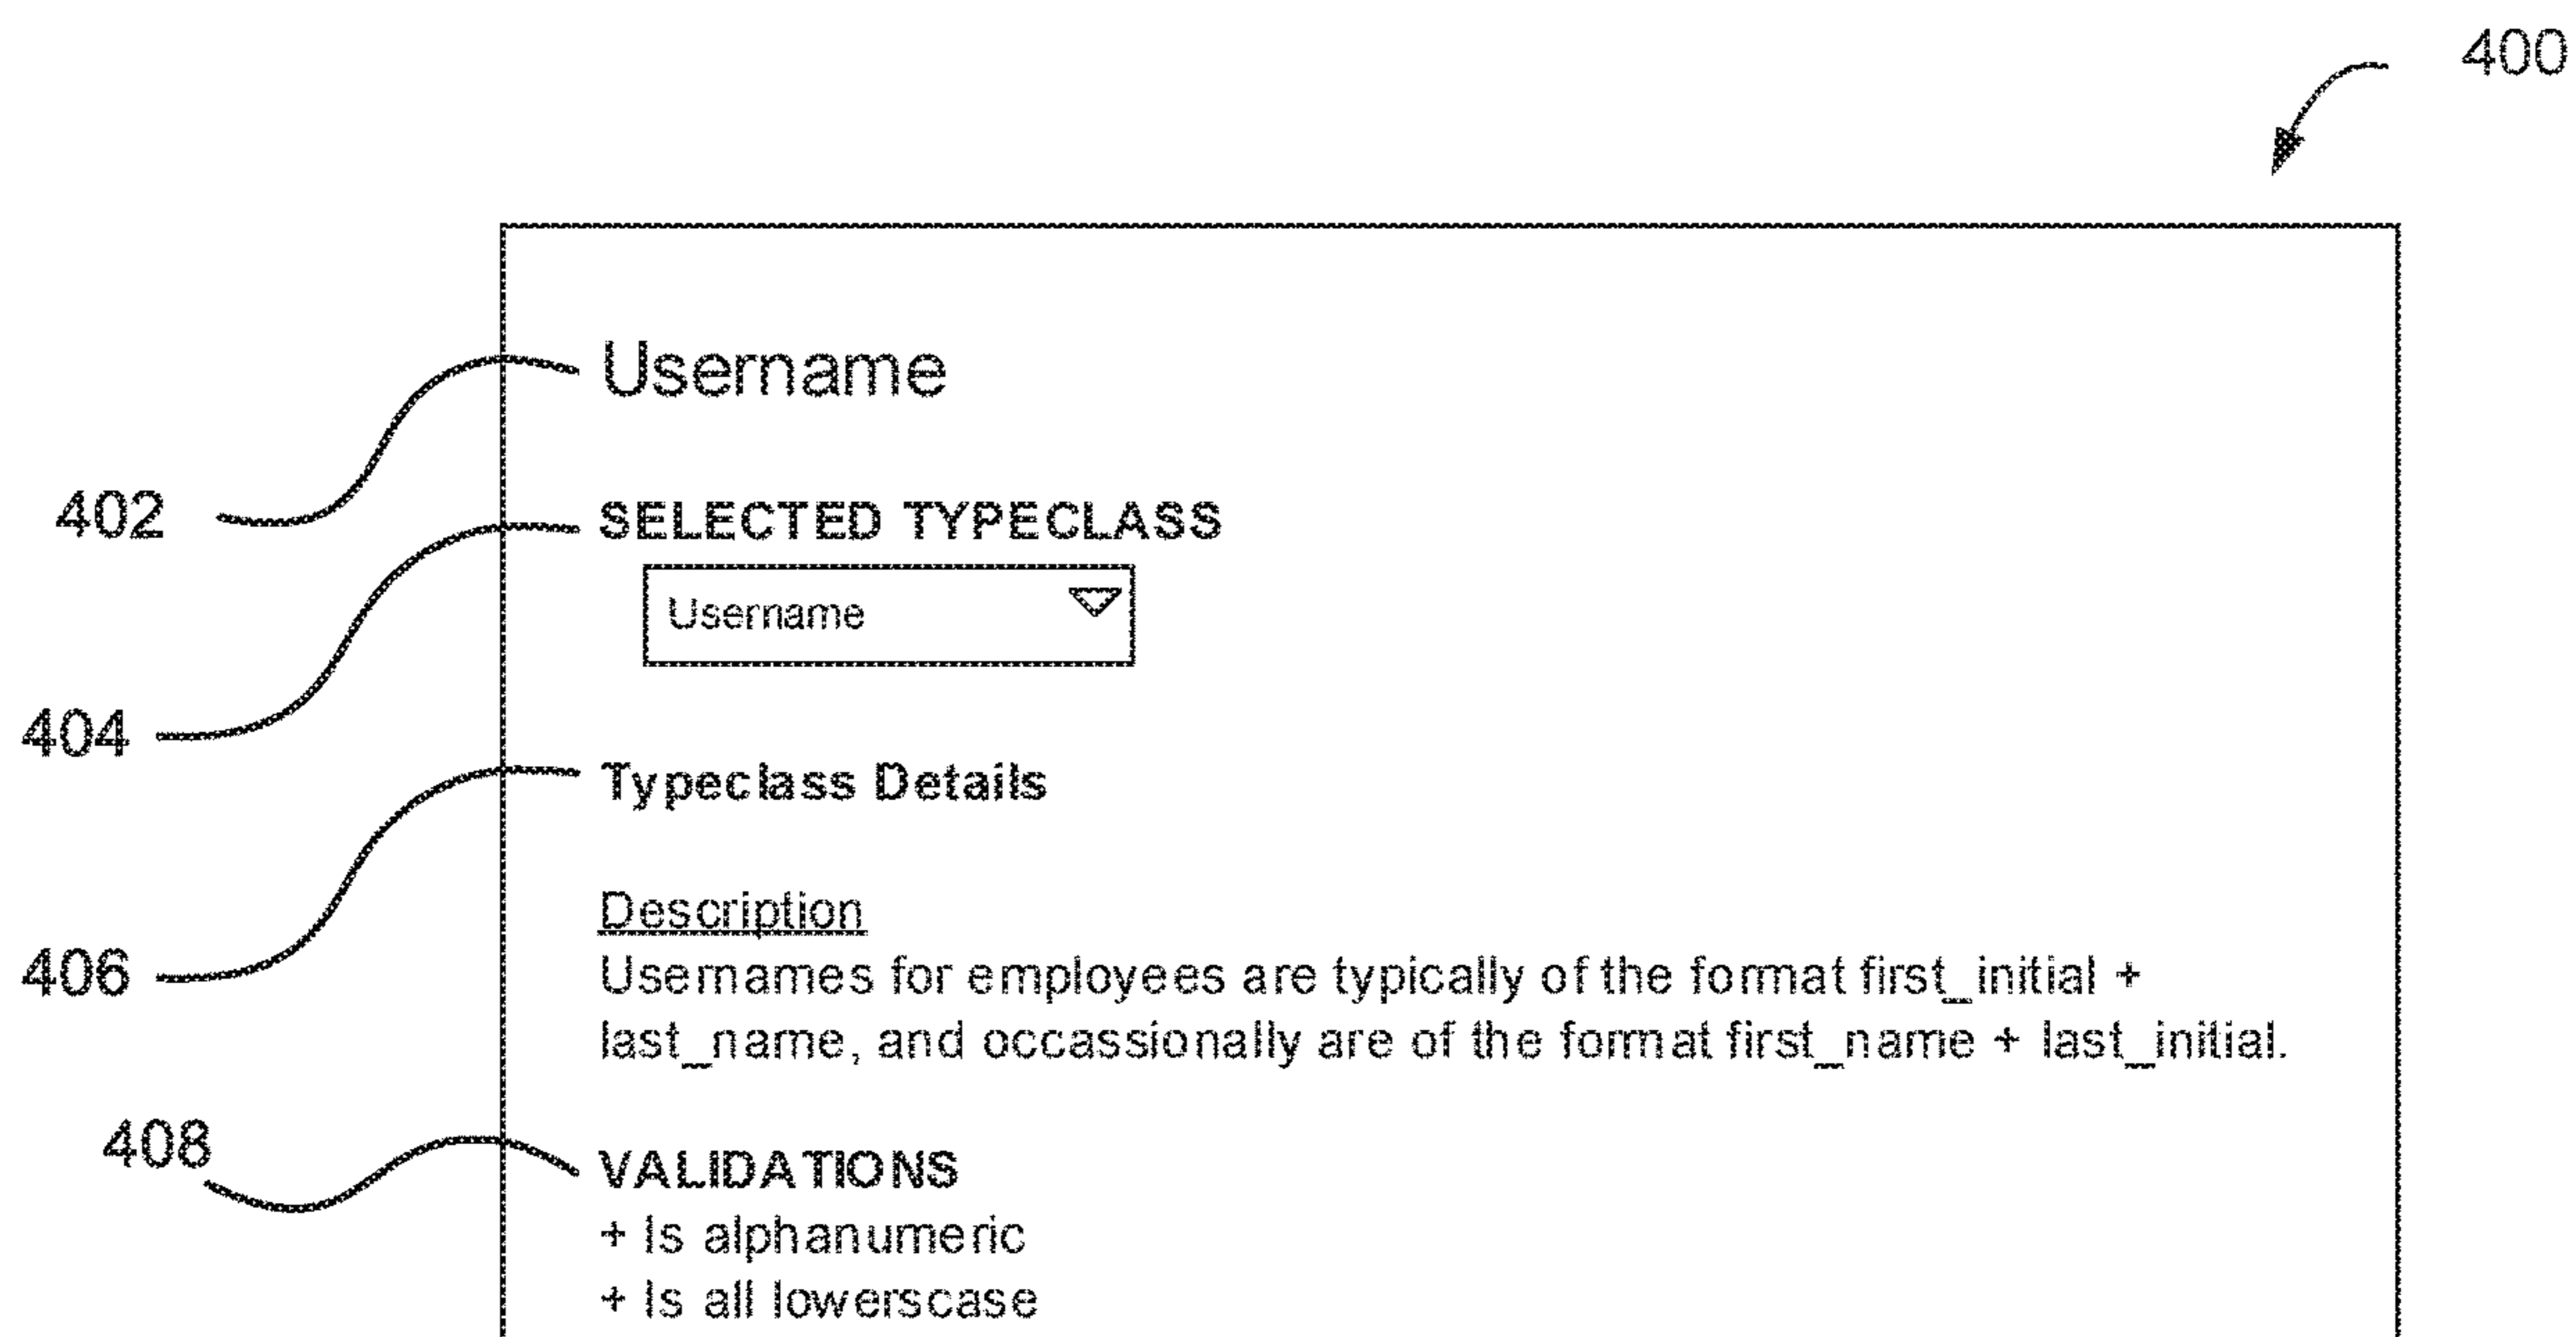 400
Username
402
SELECTED TYPECLASS
Username
404
Typeclass Details
Description
406
Usernames for employees are typically of the format first_initial +
last_name, and occassionally are of the format first_name + last_initial.
408
VALIDATIONS
+ Is alphanumeric
+ Is all lowerscase